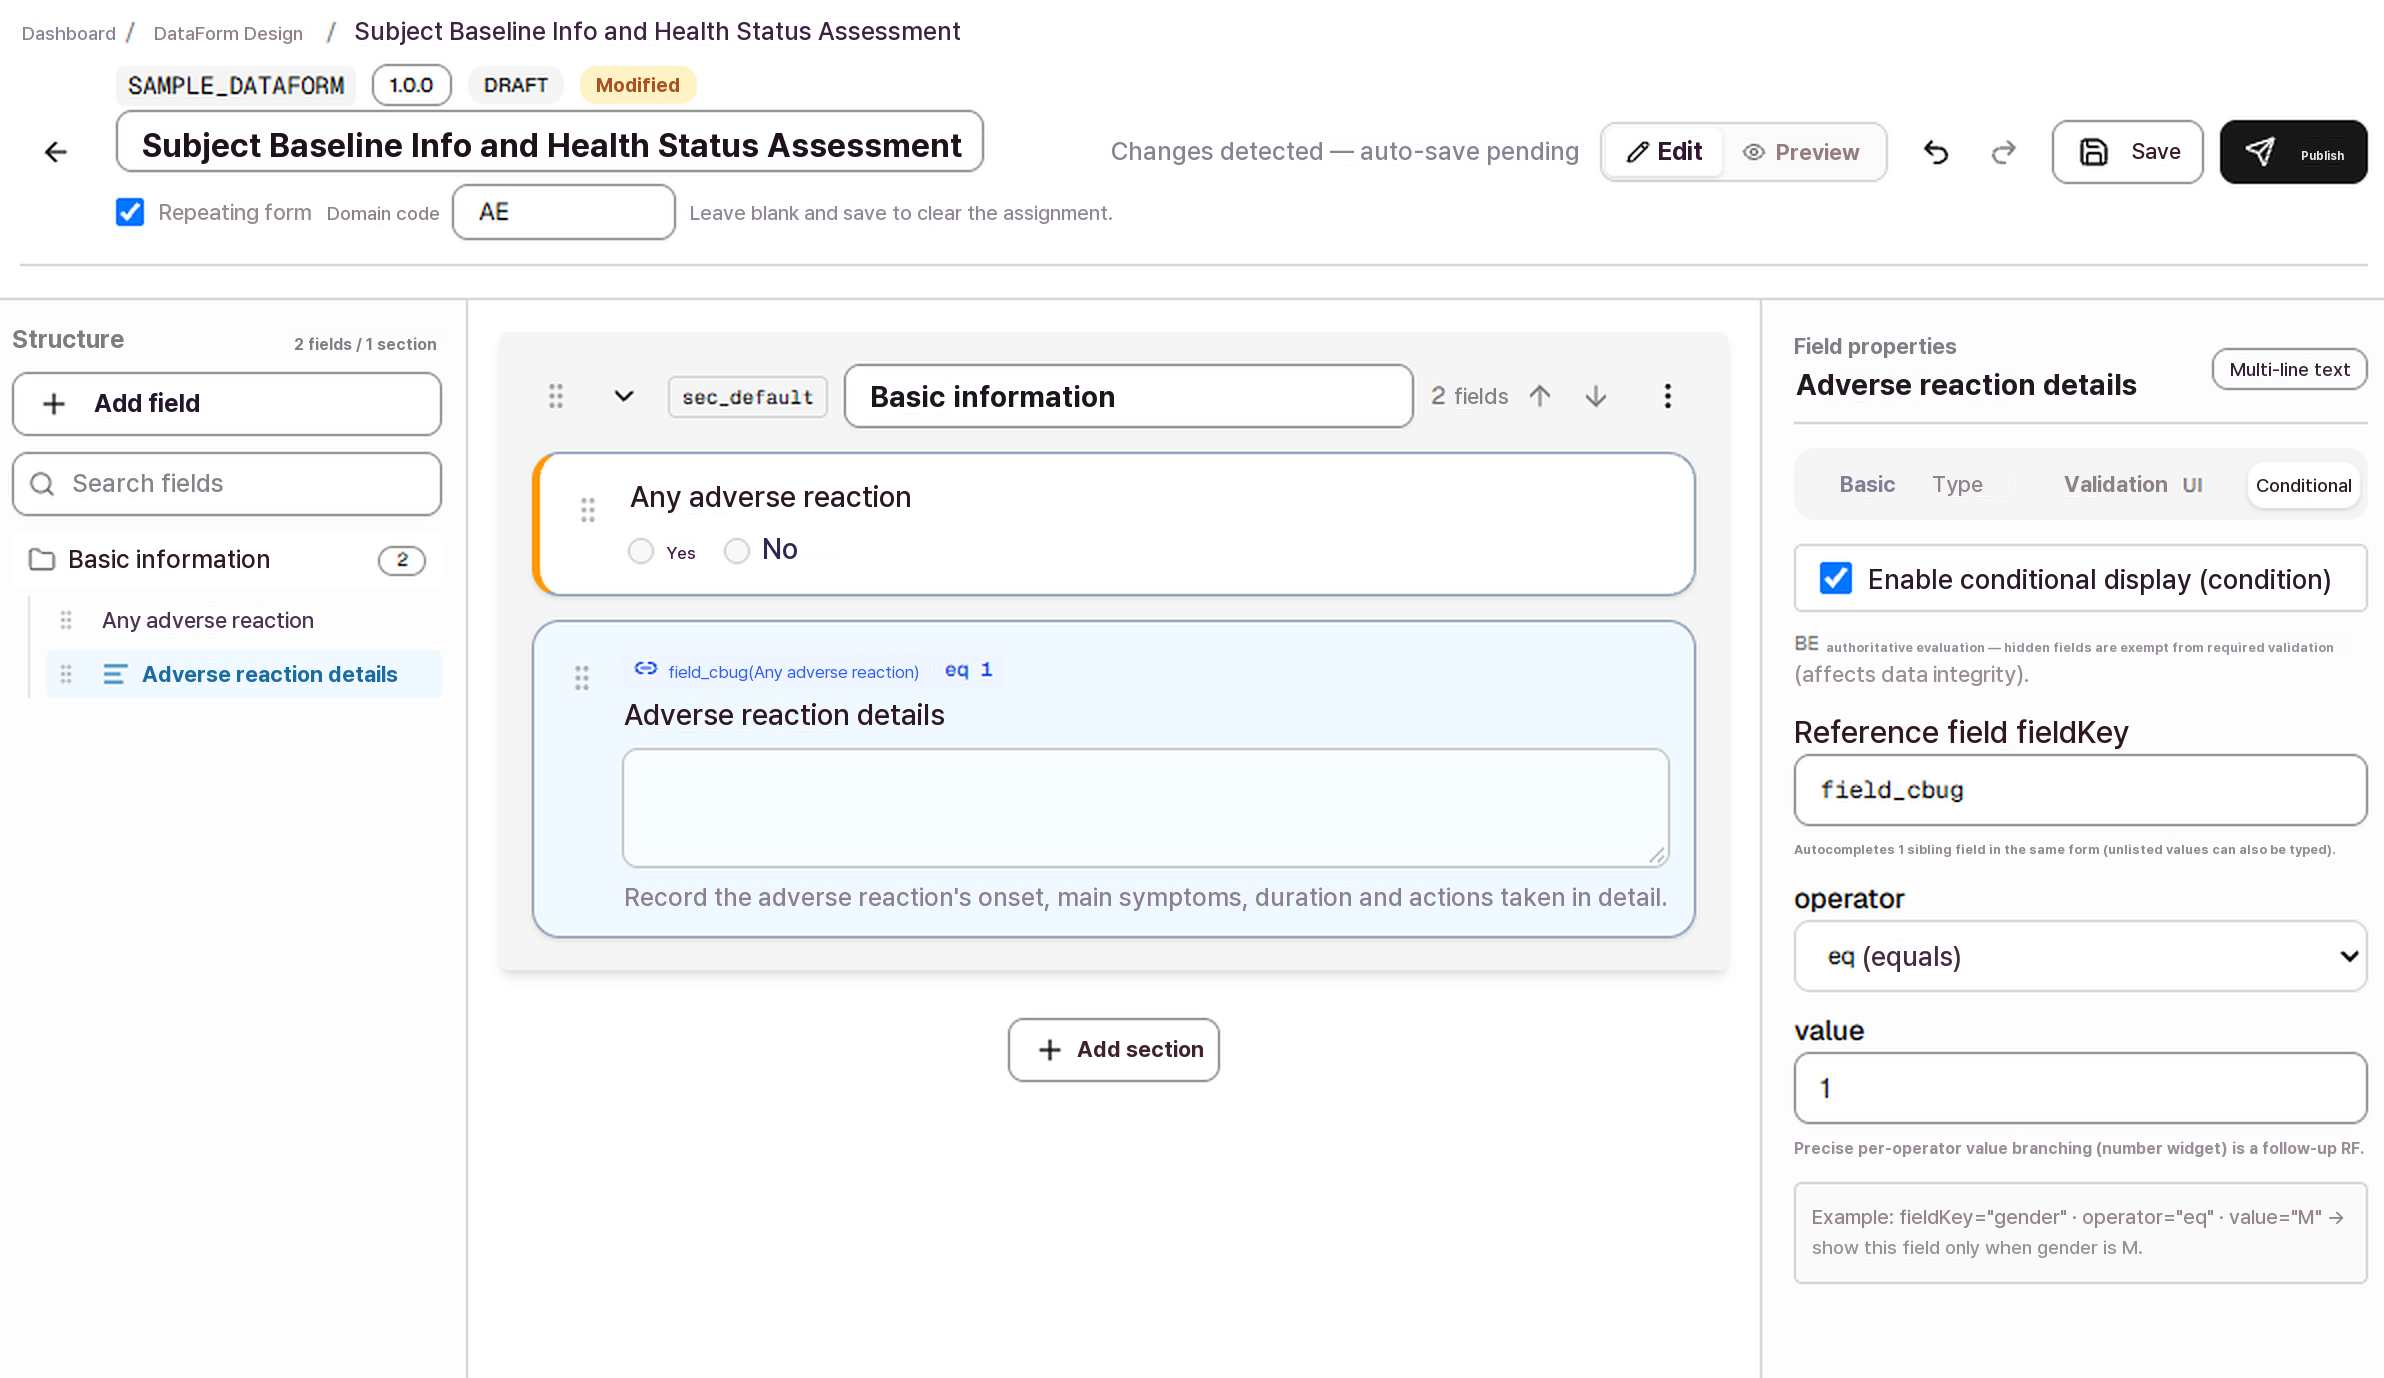 Dashboard / DataForm Design / Subject Baseline Info and Health Status Assessment
SAMPLE_DATAFORM 1.0.0 DRAFT Modified
Subject Baseline Info and Health Status Assessment
Changes detected — auto-save pending Edit Preview Save Publish
Repeating form Domain code AE Leave blank and save to clear the assignment.
Structure 2 fields / 1 section
Add field
Search fields
Basic information 2
Any adverse reaction
Adverse reaction details
sec_default Basic information 2 fields
Any adverse reaction
Yes No
field_cbug(Any adverse reaction) eq 1
Adverse reaction details
Record the adverse reaction's onset, main symptoms, duration and actions taken in detail.
Add section
Field properties
Adverse reaction details Multi-line text
Basic Type Validation UI Conditional
Enable conditional display (condition)
BE authoritative evaluation — hidden fields are exempt from required validation
(affects data integrity).
Reference field fieldKey
field_cbug
Autocompletes 1 sibling field in the same form (unlisted values can also be typed).
operator
eq (equals)
value
1
Precise per-operator value branching (number widget) is a follow-up RF.
Example: fieldKey="gender" · operator="eq" · value="M" →
show this field only when gender is M.